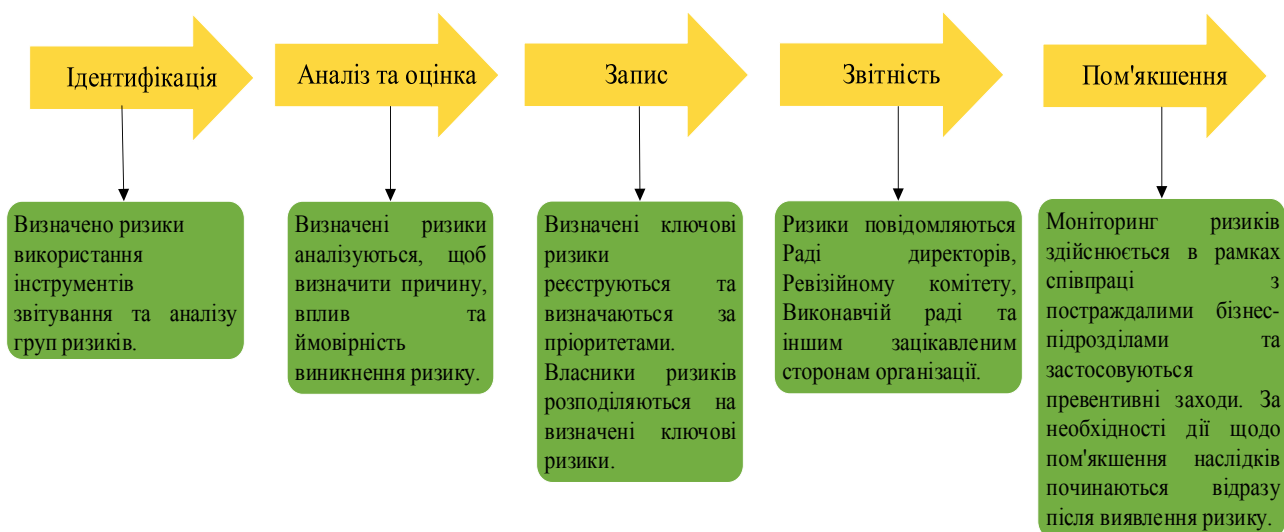 Ідентифікація
Аналіз та оцінка
Запис
Звітність
Пом'якшення
Визначено ризики
використання
інструментів
звітування та аналізу
груп ризиків.
Визначені ризики
аналізуються, щоб
визначити причину,
вплив та
ймовірність
виникнення ризику.
Визначені ключові
ризики
реєструються та
визначаються за
пріоритетами.
Власники ризиків
розподіляються на
визначені ключові
ризики.
Ризики повідомляються
Раді директорів,
Ревізійному комітету,
Виконавчій раді та
іншим зацікавленим
сторонам організації.
Моніторинг ризиків
здійснюється в рамках
співпраці з
постраждалими бізнес-
підрозділами та
застосовуються
превентивні заходи. За
необхідності дії щодо
пом'якшення наслідків
починаються відразу
після виявлення ризику.